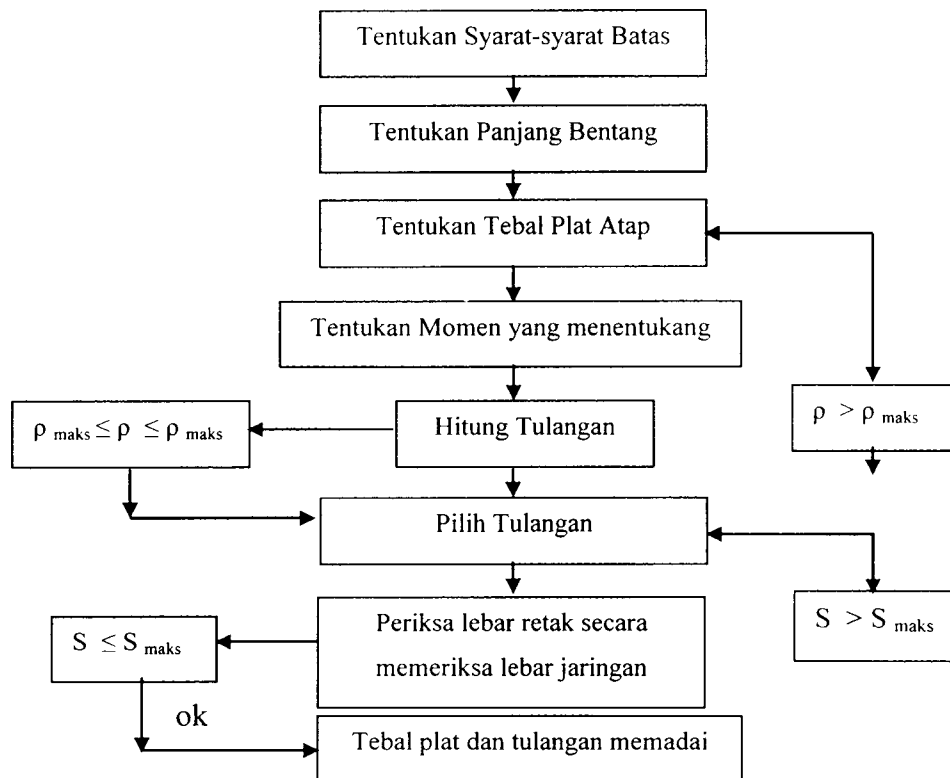 Tentukan Syarat-syarat Batas
Tentukan Panjang Bentang
Tentukan Tebal Plat Atap
Tentukan Momen yang menentukang
ρ maks ≤ ρ ≤ ρ maks
Hitung Tulangan
ρ > ρ maks
Pilih Tulangan
Periksa lebar retak secara
memeriksa lebar jaringan
S ≤ S maks
S > S maks
ok
Tebal plat dan tulangan memadai